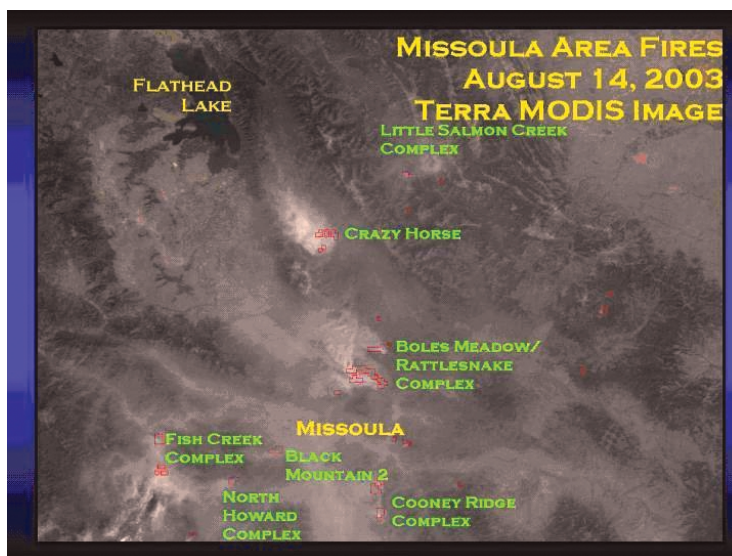 MISSOULA AREA FIRES
AUGUST 14, 2003
TERRA MODIS IMAGE
FLATHEAD
LAKE
LITTLE SALMON CREEK
COMPLEX
CRAZY HORSE
BOLES MEADOW/
RATTLESNAKE
COMPLEX
MISSOULA
FISH CREEK
COMPLEX
BLACK
MOUNTAIN 2
NORTH
HOWARD
COMPLEX
COONEY RIDGE
COMPLEX